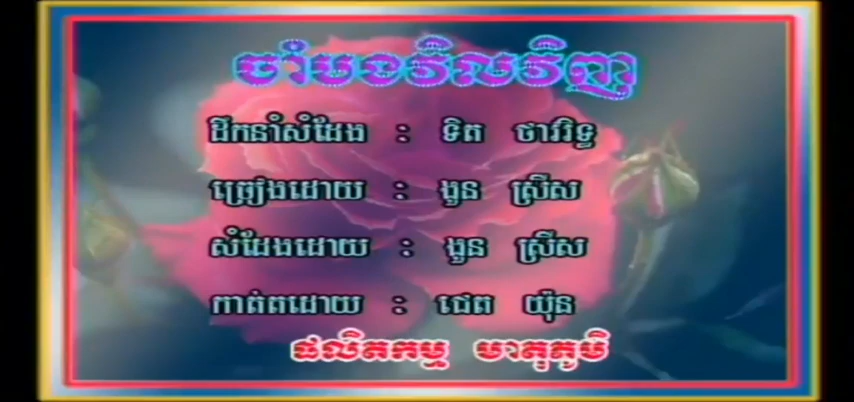 ចាំបងវិលវិញ
ដឹកនាំសំដែង : ទិត ថាវរិទ្ធ
ច្រៀងដោយ : ងួន ស្រីស
សំដែងដោយ : ងួន ស្រីស
កាត់តដោយ : ជេត យ៉ុន
ផលិតកម្ម មាតុភូមិ